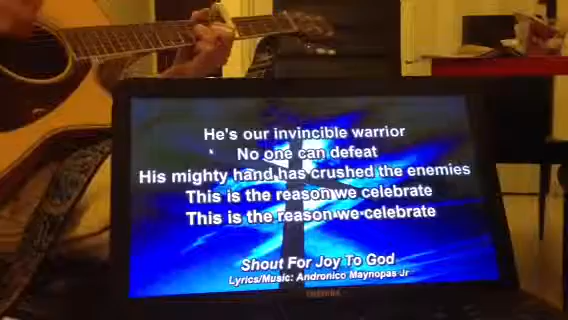 He's our invincible warrior
No one can defeat
His mighty hand has crushed the enemies
This is the reason we celebrate
This is the reason we celebrate
Shout For Joy To God
Lyrics/Music: Andronico Maynopas Jr
TOSHIBA